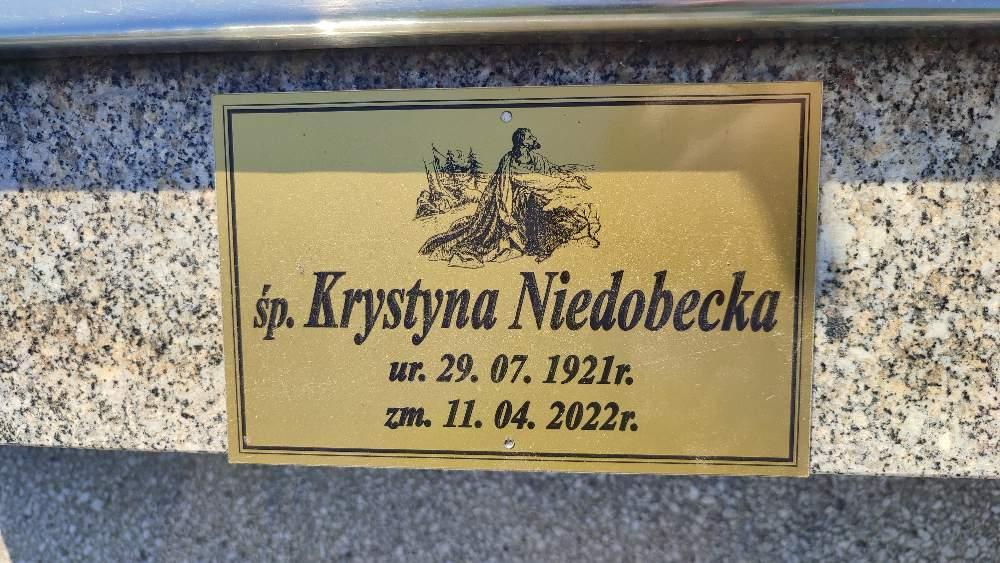 śp. Krystyna Niedobecka
ur. 29. 07. 1921r.
zm. 11. 04. 2022r.